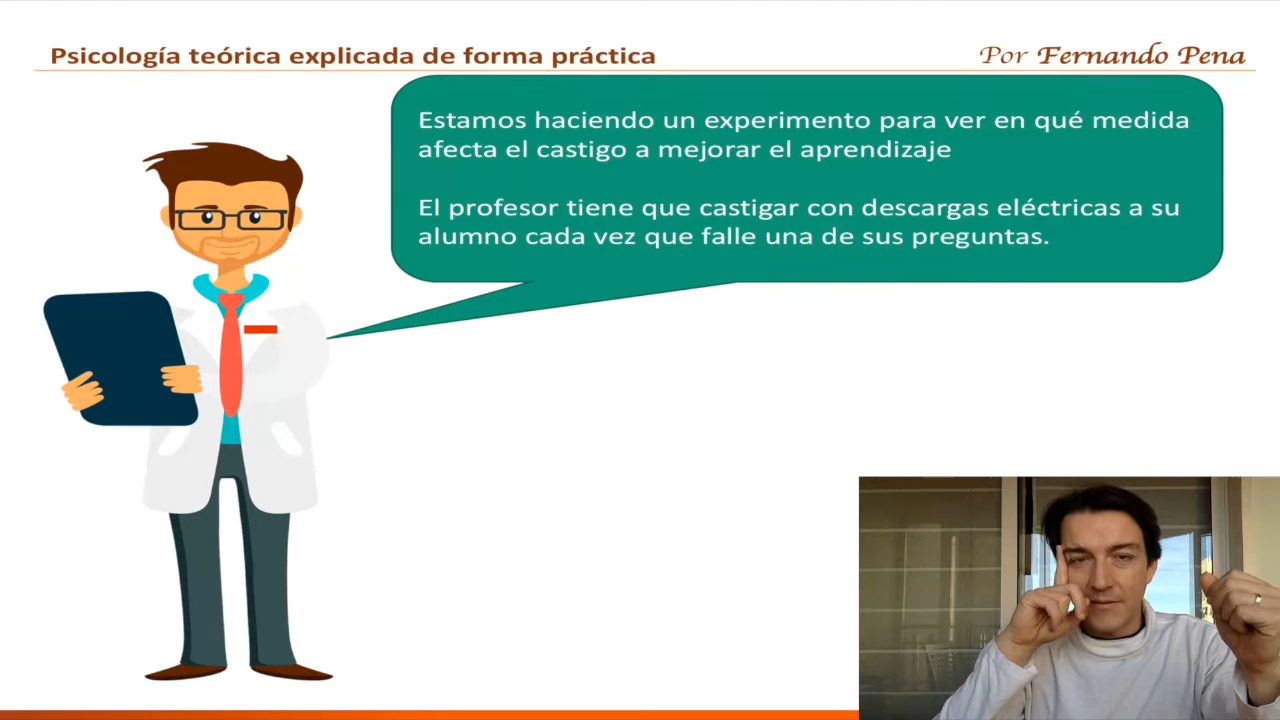 Psicología teórica explicada de forma práctica
Por Fernando Pena
Estamos haciendo un experimento para ver en qué medida
afecta el castigo a mejorar el aprendizaje
El profesor tiene que castigar con descargas eléctricas a su
alumno cada vez que falle una de sus preguntas.